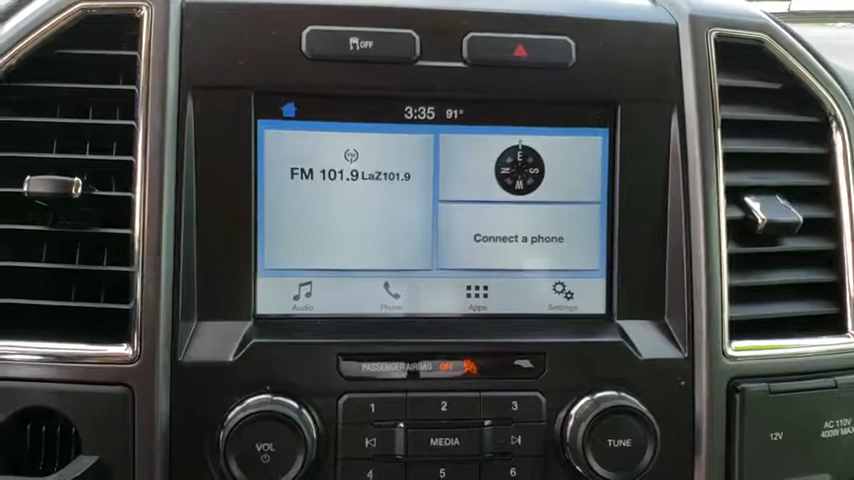 OFF
3:35 91°
FM 101.9 LaZ101.9
E
N S
W
Connect a phone
Audio Phone Apps Settings
PASSENGER AIRBAG OFF
1 2 3
VOL MEDIA TUNE
4 5 6
12V
AC 110V
400W MAX